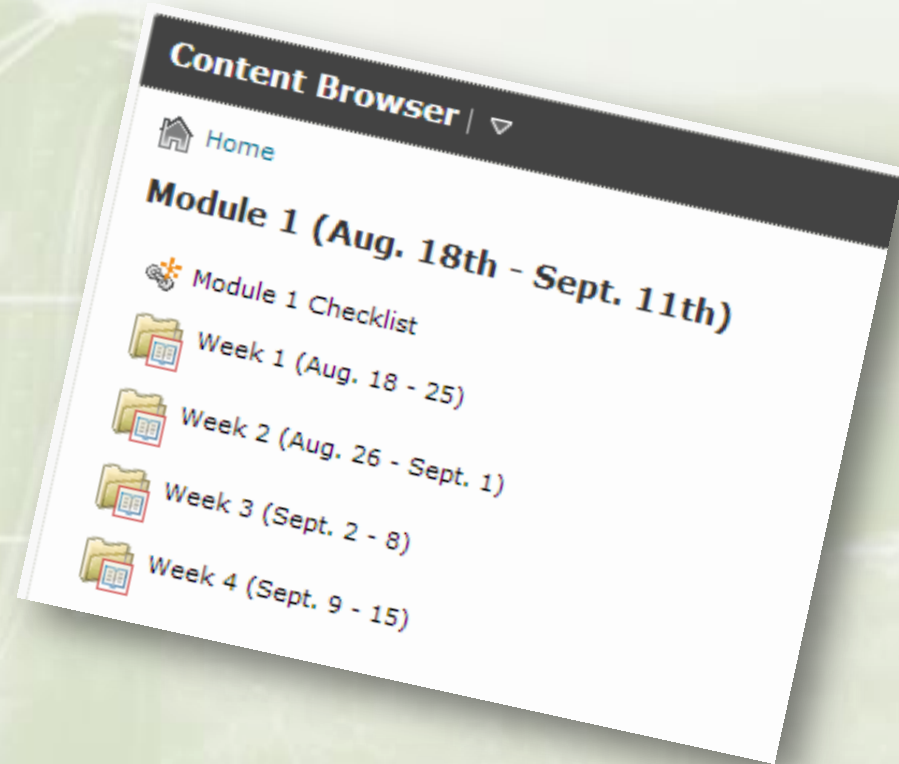 Content Browser |
Home
Module 1 (Aug. 18th - Sept. 11th)
Module 1 Checklist
Week 1 (Aug. 18 - 25)
Week 2 (Aug. 26 - Sept. 1)
Week 3 (Sept. 2 - 8)
Week 4 (Sept. 9 - 15)